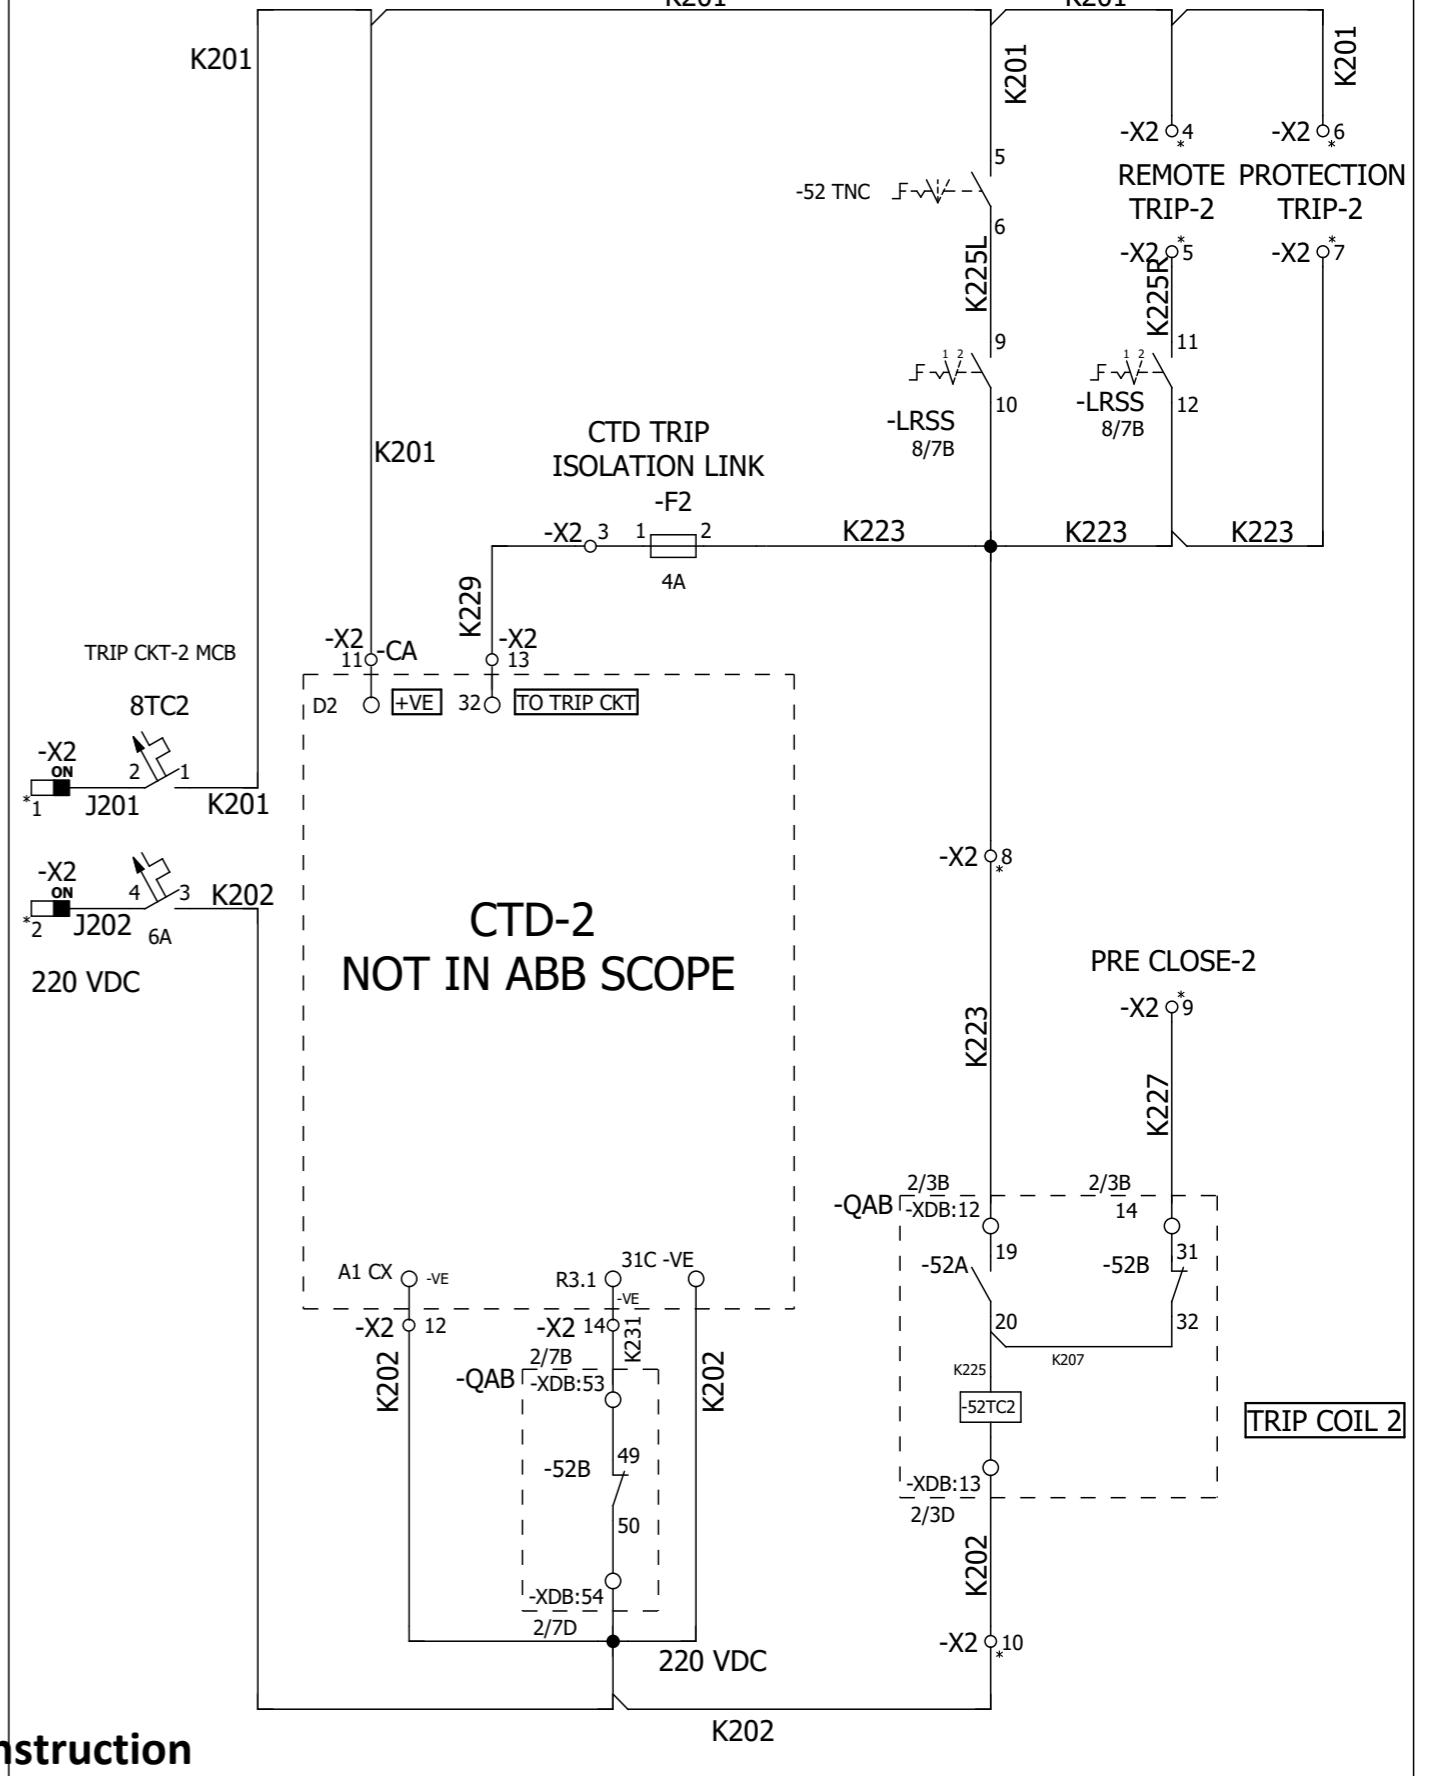 K201
K201
K201
K201
K201
-X2 4
*
-X2 6
*
5
REMOTE
TRIP-2
PROTECTION
TRIP-2
-52 TNC
6
-X2 5
*
-X2 7
*
K225L
K225R
9
11
1 2
1 2
10
12
-LRSS
8/7B
-LRSS
8/7B
CTD TRIP
ISOLATION LINK
K201
-F2
-X2 3
1
2
K223
K223
K223
4A
K229
-X2
11
-CA
-X2
13
TRIP CKT-2 MCB
D2
+VE
32
TO TRIP CKT
8TC2
-X2
ON
*1
J201
2
1
K201
-X2
ON
*2
J202
4
3
K202
6A
220 VDC
-X2 8
*
CTD-2
NOT IN ABB SCOPE
PRE CLOSE-2
-X2 9
*
K223
K227
2/3B
2/3B
-QAB
-XDB:12
14
19
31
-52A
-52B
20
32
K225
K207
-52TC2
TRIP COIL 2
-XDB:13
2/3D
A1 CX
-VE
R3.1
-VE
31C -VE
-X2 12
-X2 14
K231
K202
K202
2/7B
-QAB
-XDB:53
49
-52B
50
-XDB:54
2/7D
220 VDC
K202
-X2 10
*
K202
nstruction